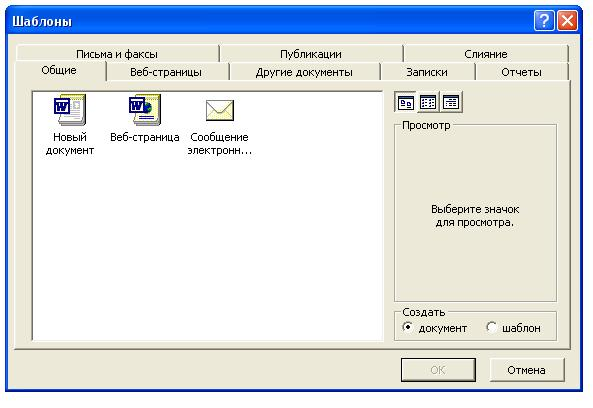 Шаблоны
Письма и факсы
Публикации
Слияние
Общие
Веб-страницы
Другие документы
Записки
Отчеты
Новый
документ
Веб-страница
Сообщение
электронн...
Просмотр
Выберите значок
для просмотра.
Создать
документ
шаблон
ОК
Отмена